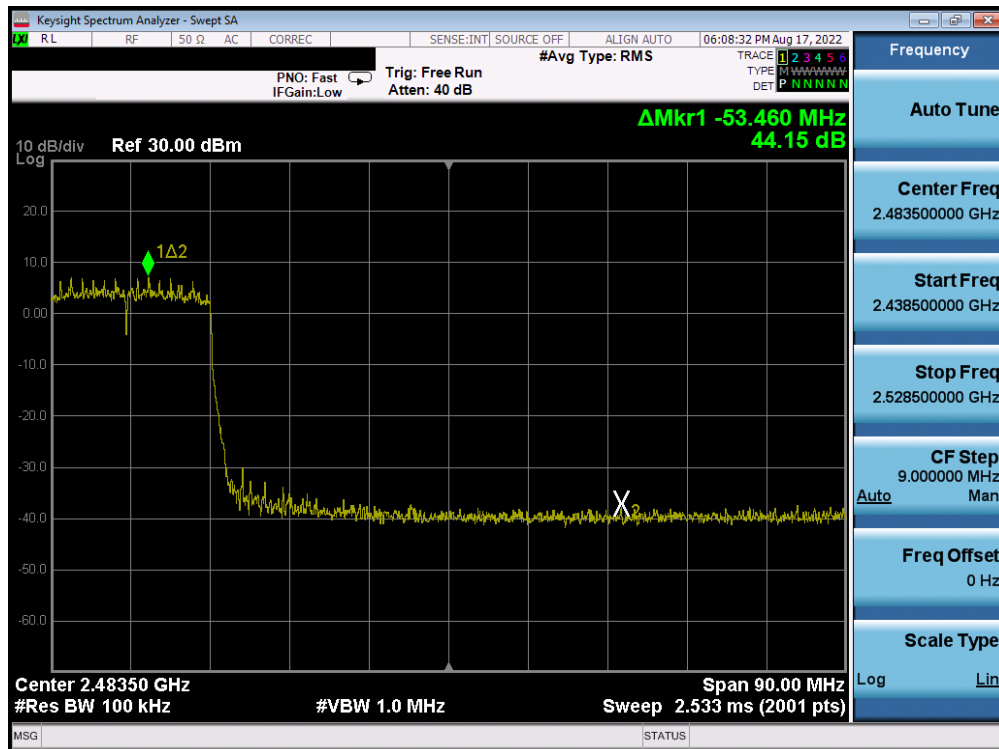 Keysight Spectrum Analyzer - Swept SA
LXI RL RF 50 Ω AC CORREC SENSE:INT SOURCE OFF ALIGN AUTO 06:08:32 PM Aug 17, 2022
PNO: Fast
IFGain:Low
Trig: Free Run
Atten: 40 dB
#Avg Type: RMS
TRACE 1 2 3 4 5 6
TYPE M W W W W W
DET P N N N N N
ΔMkr1 -53.460 MHz
44.15 dB
10 dB/div Ref 30.00 dBm
Log
20.0
10.0
0.00
-10.0
-20.0
-30.0
-40.0
-50.0
-60.0
1Δ2
X2
Center 2.48350 GHz Span 90.00 MHz
#Res BW 100 kHz #VBW 1.0 MHz Sweep 2.533 ms (2001 pts)
MSG STATUS
Frequency
Auto Tune
Center Freq
2.483500000 GHz
Start Freq
2.438500000 GHz
Stop Freq
2.528500000 GHz
CF Step
9.000000 MHz
Auto Man
Freq Offset
0 Hz
Scale Type
Log Lin